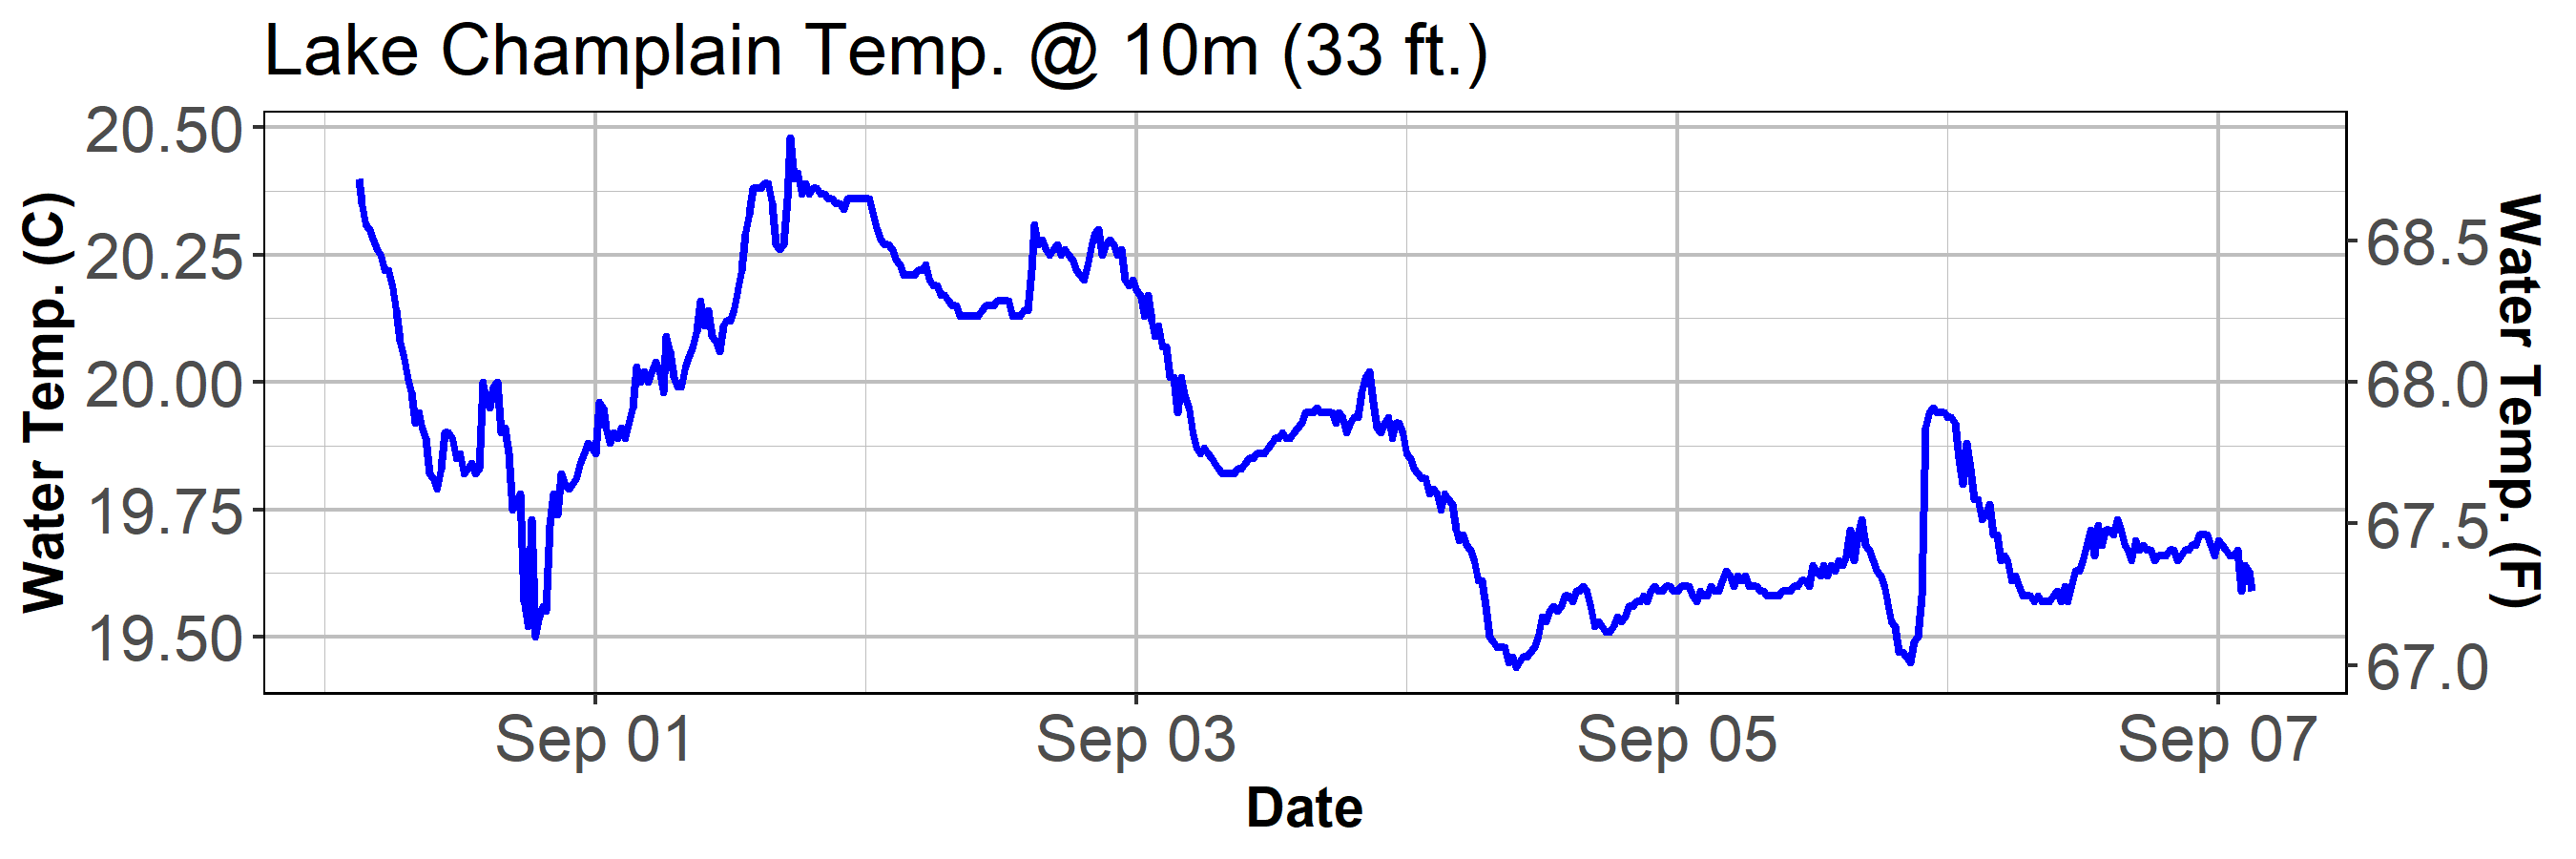 Lake Champlain Temp. @ 10m (33 ft.)
Water Temp. (C)
20.50
20.25
20.00
19.75
19.50
68.5
68.0
67.5
67.0
Water Temp. (F)
Sep 01
Sep 03
Sep 05
Sep 07
Date